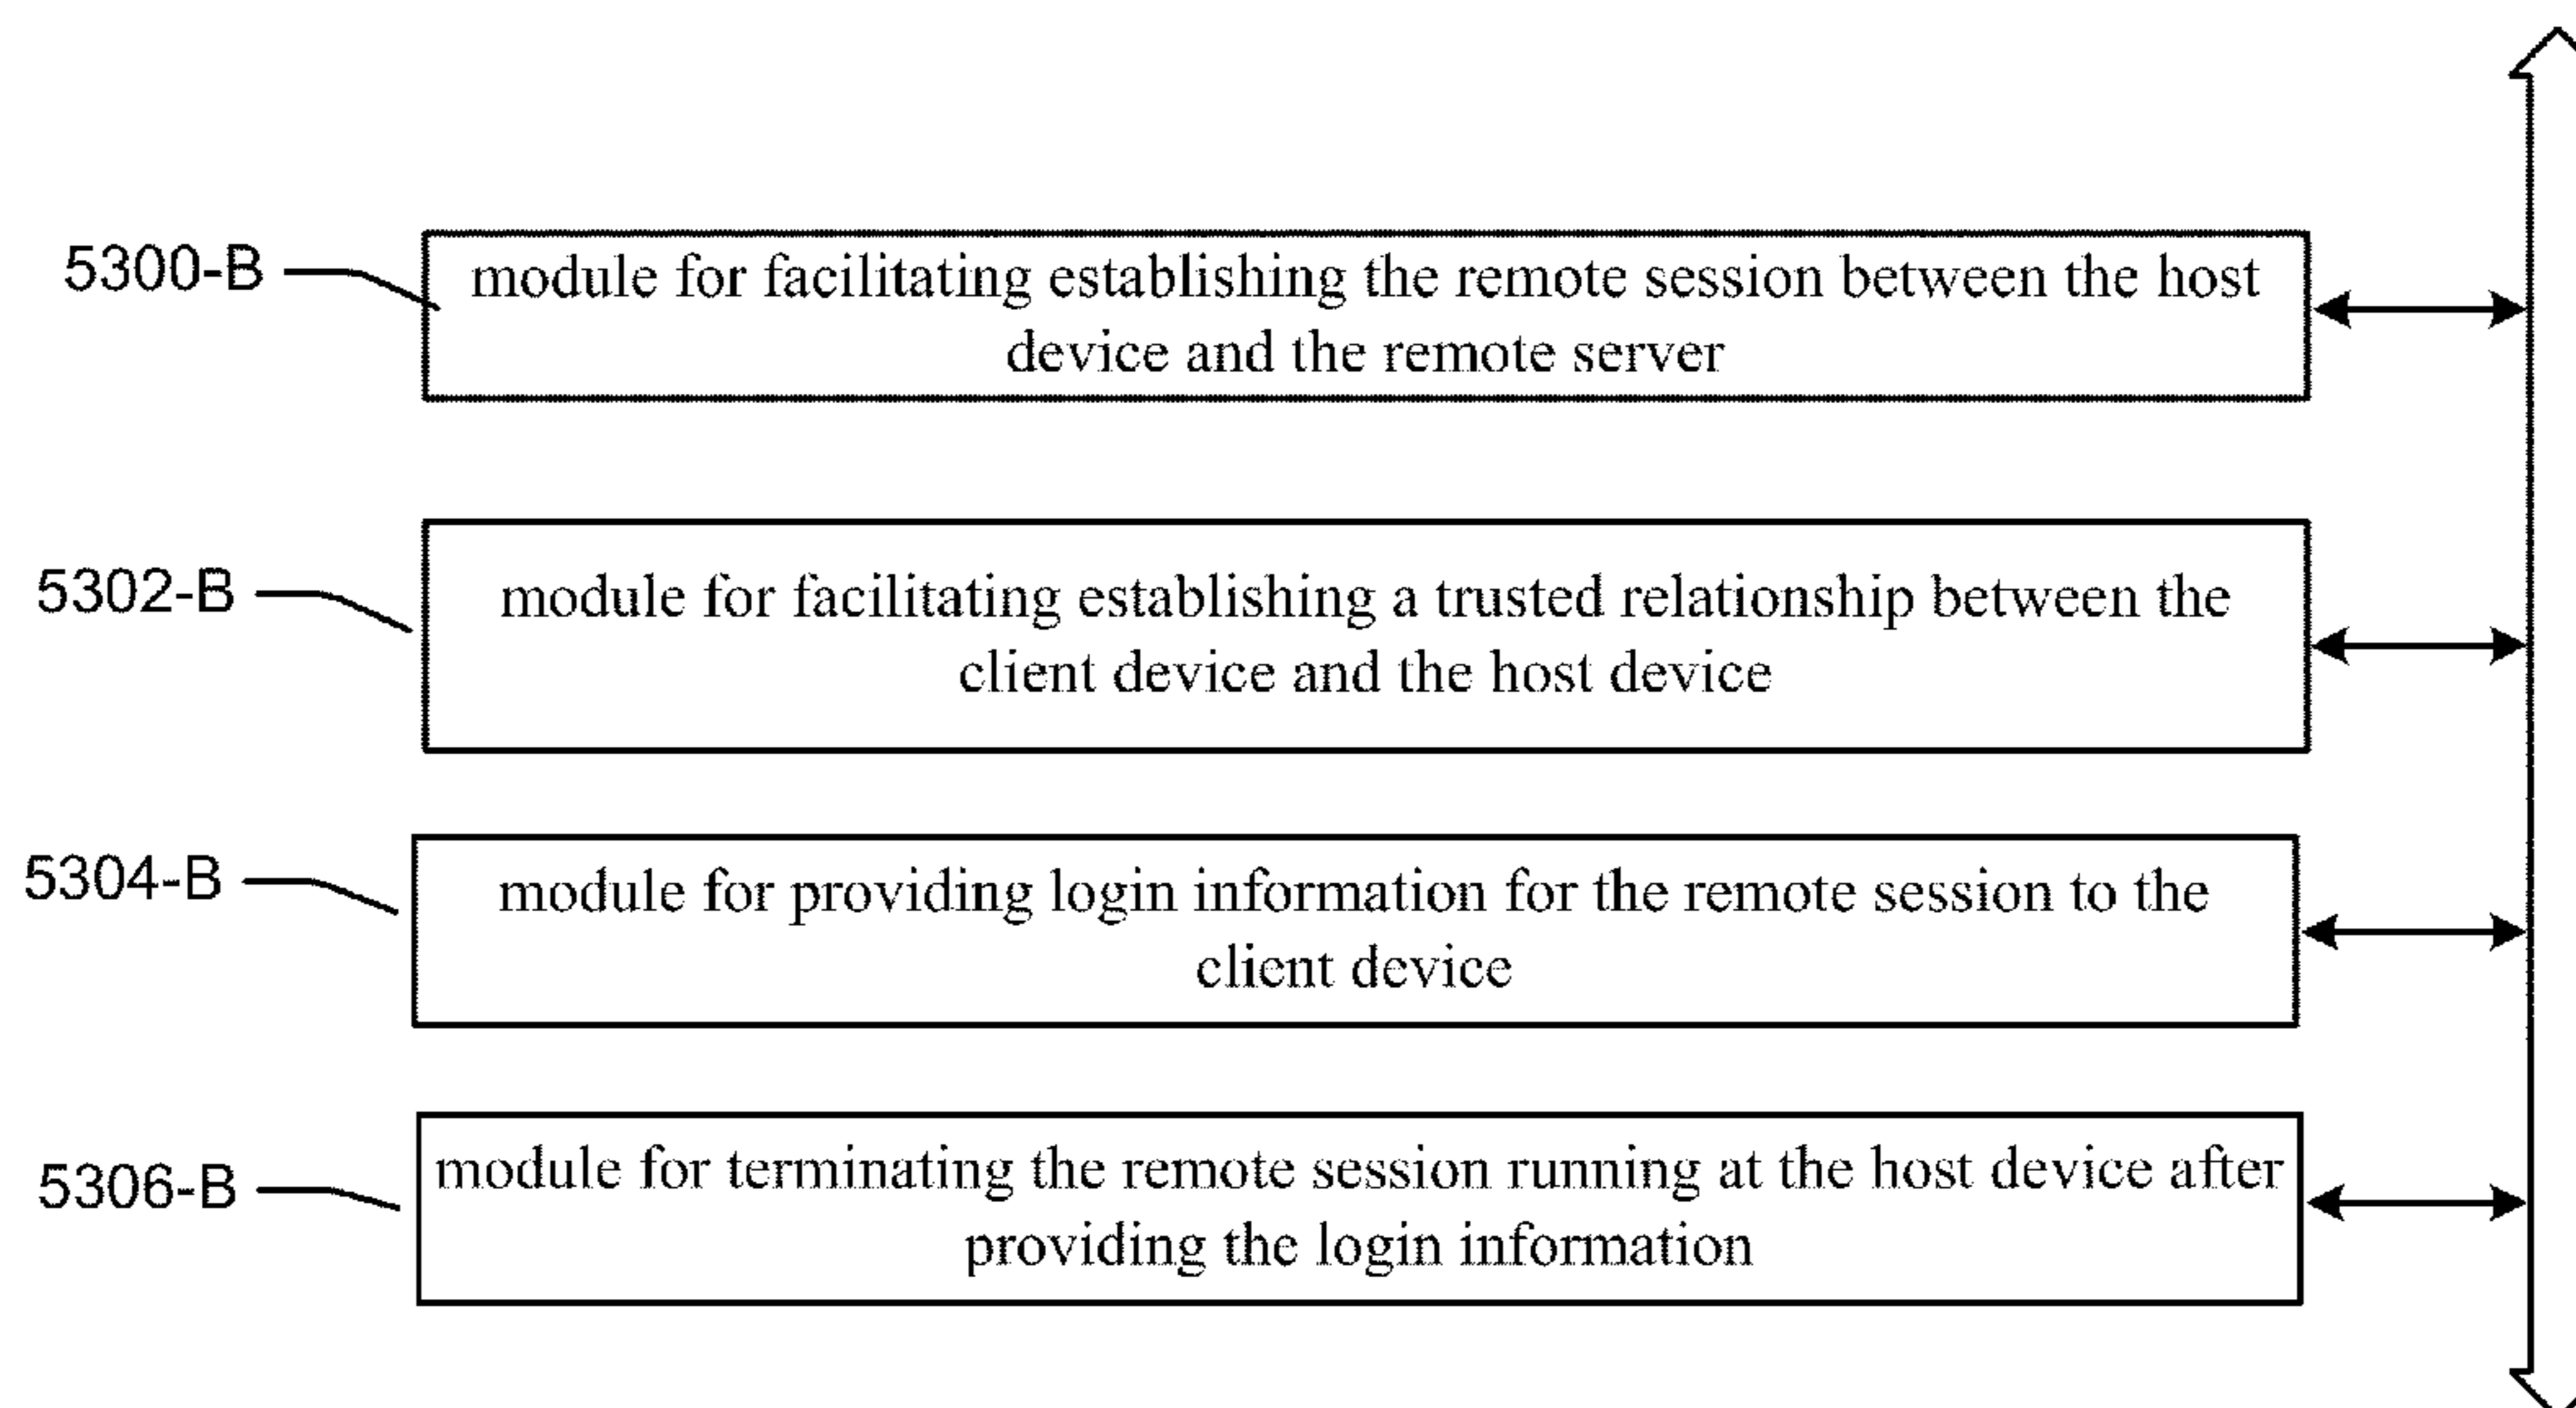 5300-B
module for facilitating establishing the remote session between the host
device and the remote server
5302-B
module for facilitating establishing a trusted relationship between the
client device and the host device
5304-B
module for providing login information for the remote session to the
client device
5306-B
module for terminating the remote session running at the host device after
providing the login information